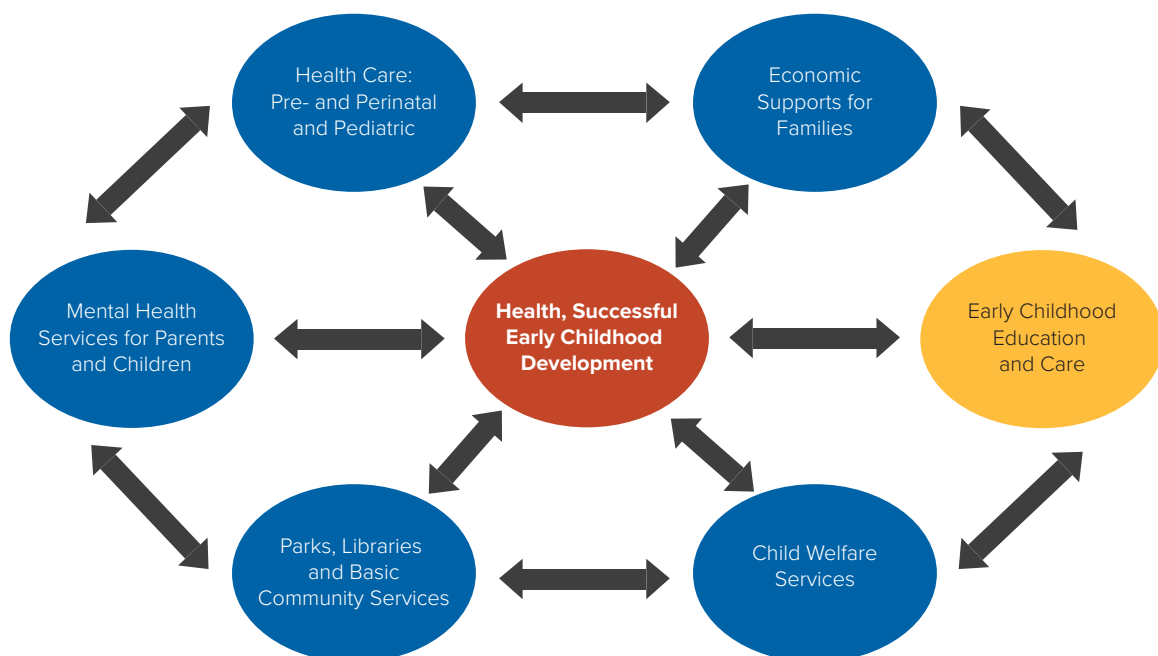 Health Care:
Pre- and Perinatal
and Pediatric
Economic
Supports for
Families
Mental Health
Services for Parents
and Children
Health, Successful
Early Childhood
Development
Early Childhood
Education
and Care
Parks, Libraries
and Basic
Community Services
Child Welfare
Services